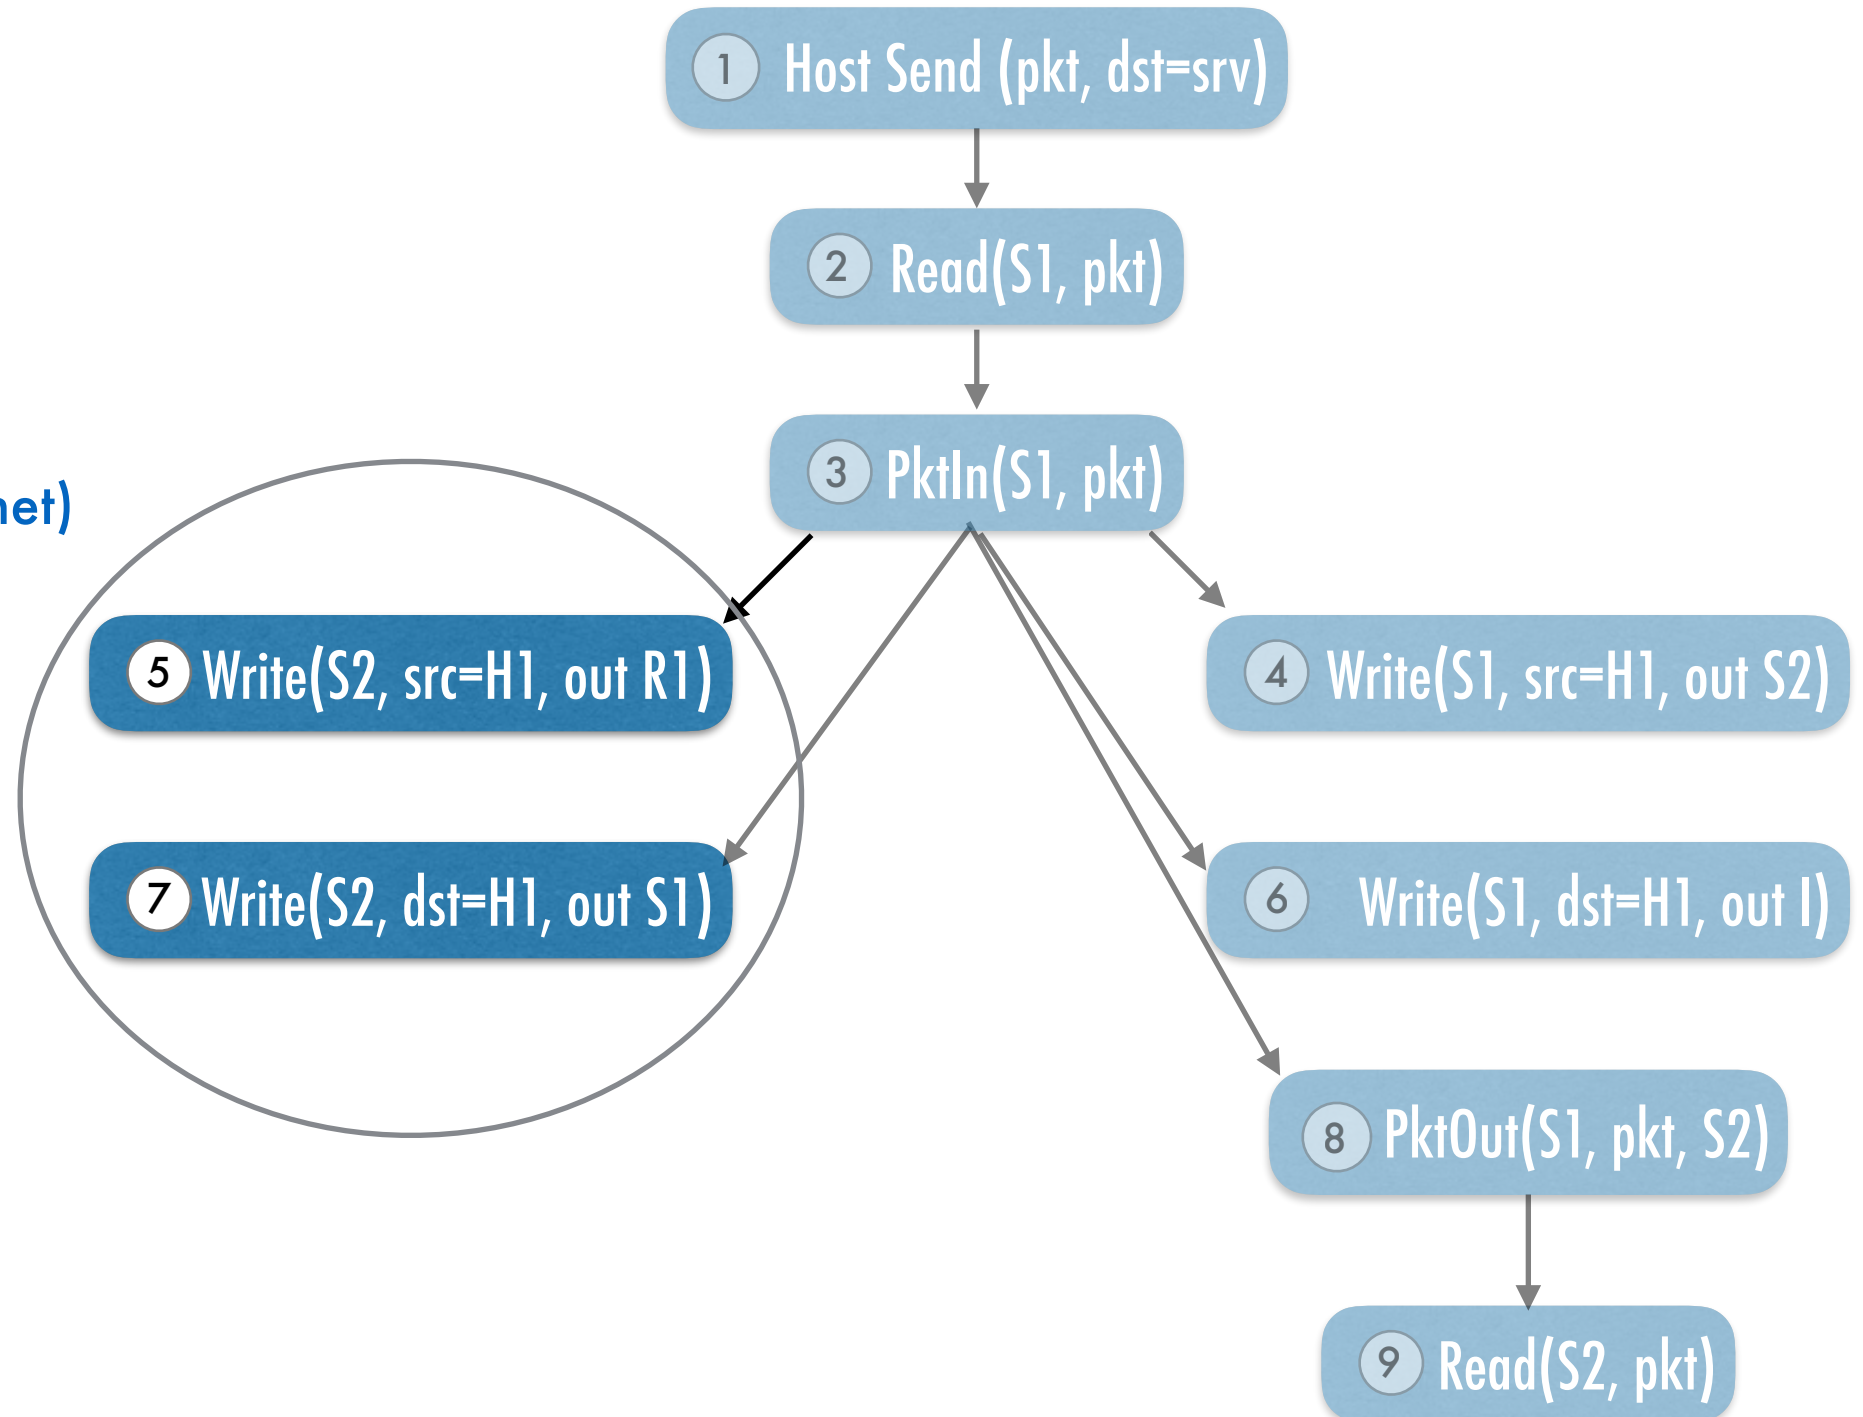 1 Host Send (pkt, dst=srv)
2 Read(S1, pkt)
3 PktIn(S1, pkt)
net)
5 Write(S2, src=H1, out R1)
4 Write(S1, src=H1, out S2)
7 Write(S2, dst=H1, out S1)
6 Write(S1, dst=H1, out I)
8 PktOut(S1, pkt, S2)
9 Read(S2, pkt)